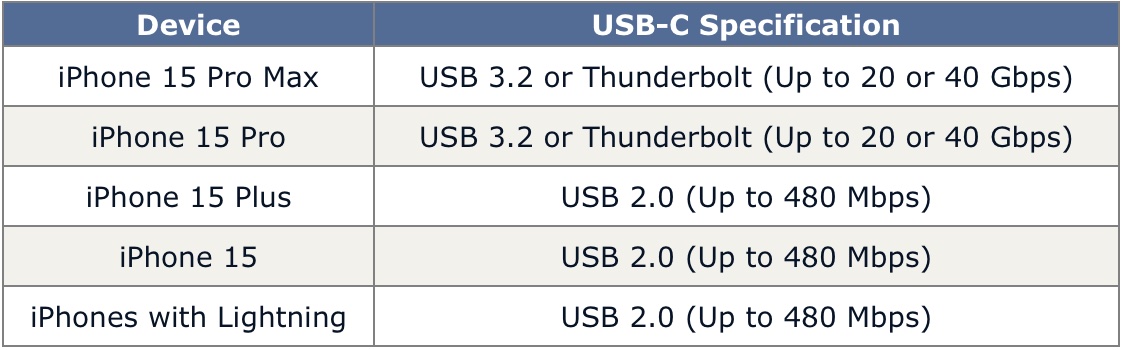 Device USB-C Specification
iPhone 15 Pro Max USB 3.2 or Thunderbolt (Up to 20 or 40 Gbps)
iPhone 15 Pro USB 3.2 or Thunderbolt (Up to 20 or 40 Gbps)
iPhone 15 Plus USB 2.0 (Up to 480 Mbps)
iPhone 15 USB 2.0 (Up to 480 Mbps)
iPhones with Lightning USB 2.0 (Up to 480 Mbps)